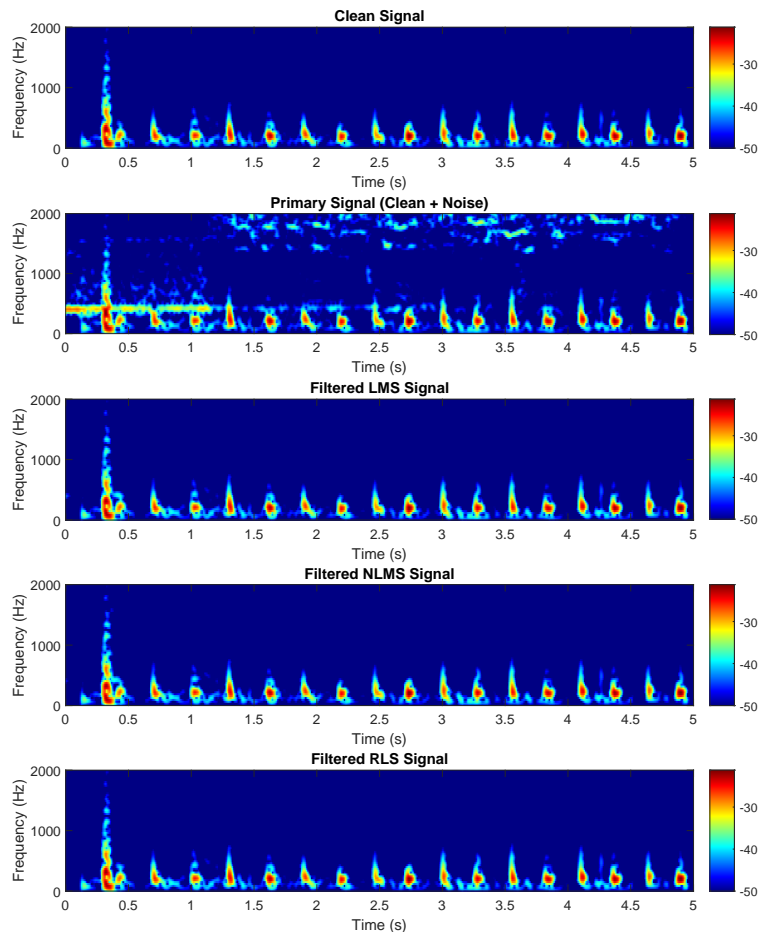 Clean Signal
2000
1000
0
Frequency (Hz)
0 0.5 1 1.5 2 2.5 3 3.5 4 4.5 5
Time (s)
-30
-40
-50
Primary Signal (Clean + Noise)
2000
1000
0
Frequency (Hz)
0 0.5 1 1.5 2 2.5 3 3.5 4 4.5 5
Time (s)
-30
-40
-50
Filtered LMS Signal
2000
1000
0
Frequency (Hz)
0 0.5 1 1.5 2 2.5 3 3.5 4 4.5 5
Time (s)
-30
-40
-50
Filtered NLMS Signal
2000
1000
0
Frequency (Hz)
0 0.5 1 1.5 2 2.5 3 3.5 4 4.5 5
Time (s)
-30
-40
-50
Filtered RLS Signal
2000
1000
0
Frequency (Hz)
0 0.5 1 1.5 2 2.5 3 3.5 4 4.5 5
Time (s)
-30
-40
-50